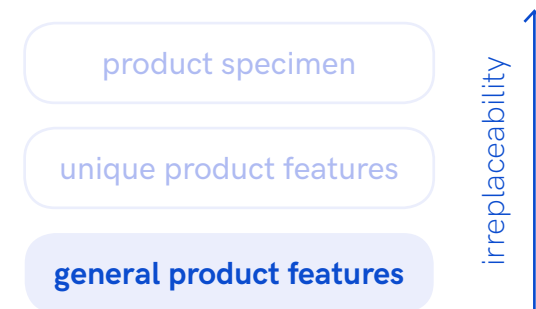 product specimen
unique product features
general product features
irreplaceability